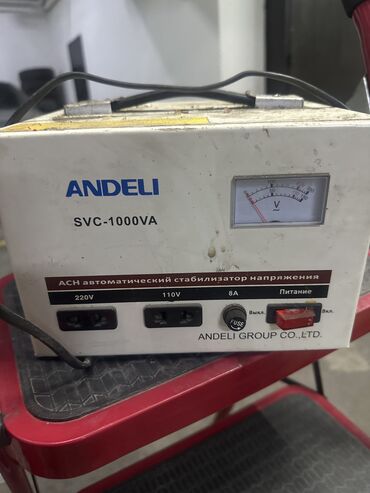 ANDELI
SVC-1000VA
V
АСН автоматический стабилизатор напряжения
220V 110V 8A Питание
FUSE
Выкл. Вкл.
ANDELI GROUP CO.,LTD.